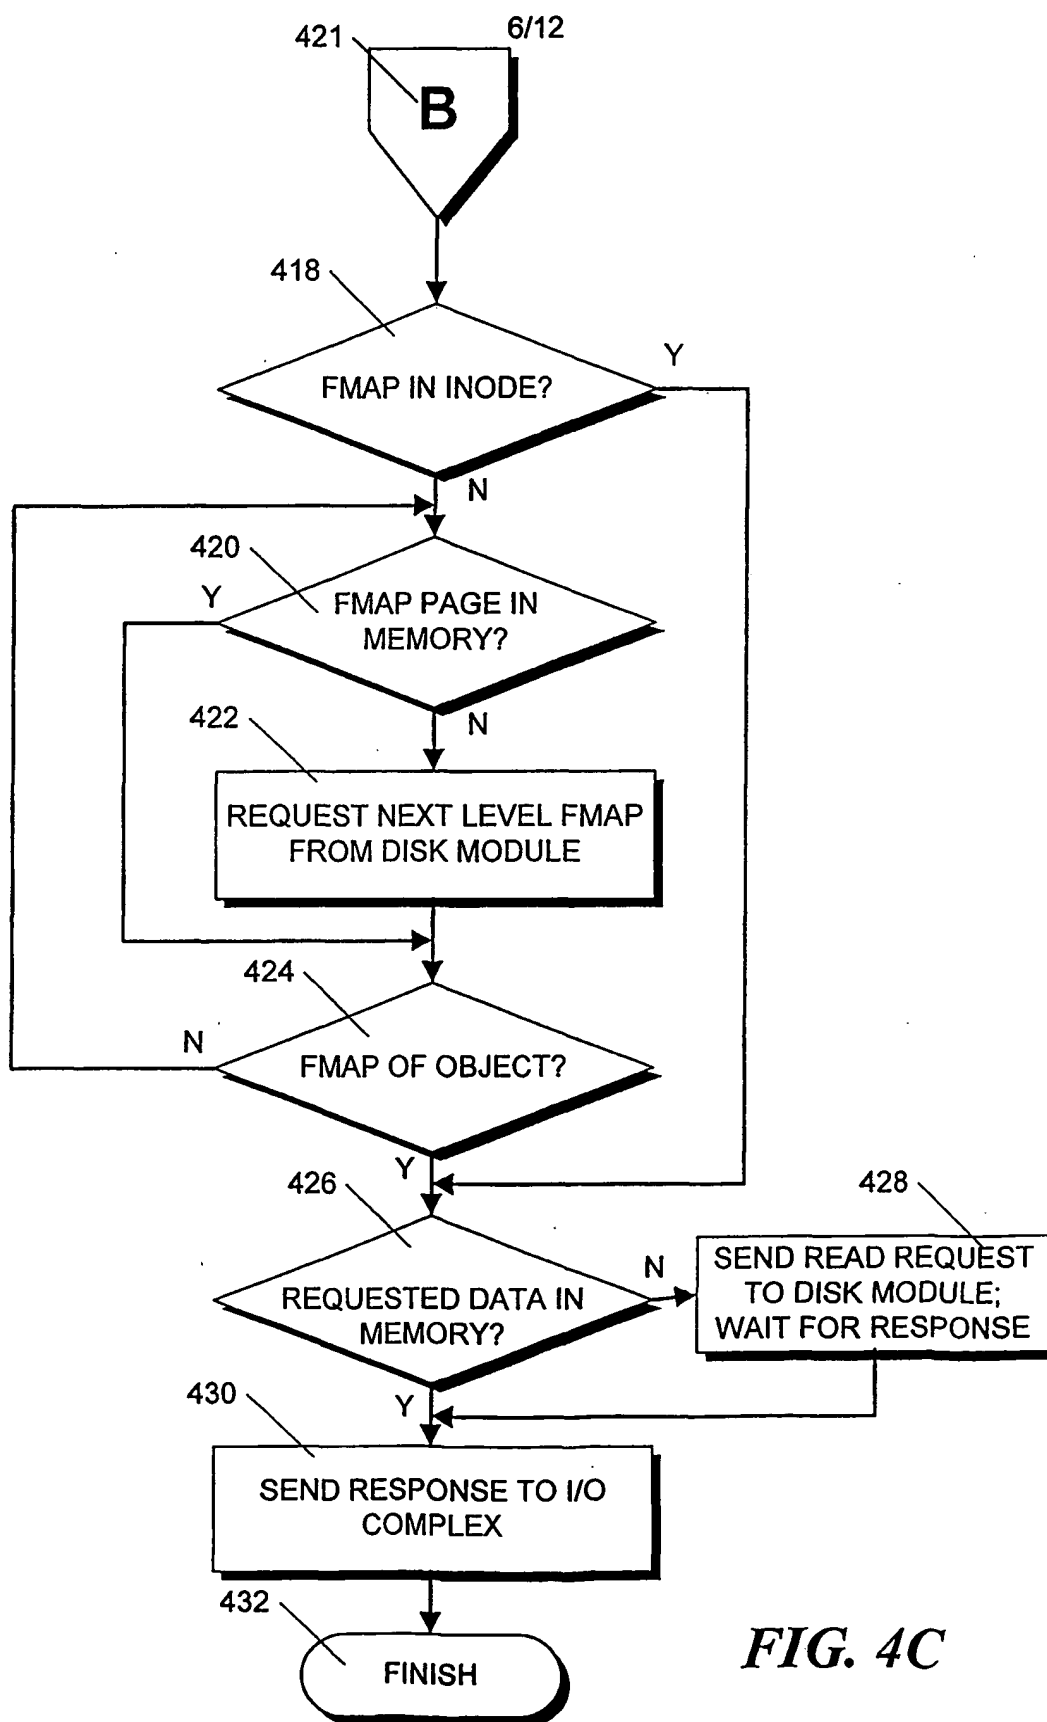 6/12
421
B
418
FMAP IN INODE?
Y
N
420
Y
FMAP PAGE IN
MEMORY?
N
422
REQUEST NEXT LEVEL FMAP
FROM DISK MODULE
424
N
FMAP OF OBJECT?
Y
426
428
REQUESTED DATA IN
MEMORY?
N
SEND READ REQUEST
TO DISK MODULE;
WAIT FOR RESPONSE
Y
430
SEND RESPONSE TO I/O
COMPLEX
432
FINISH
FIG. 4C